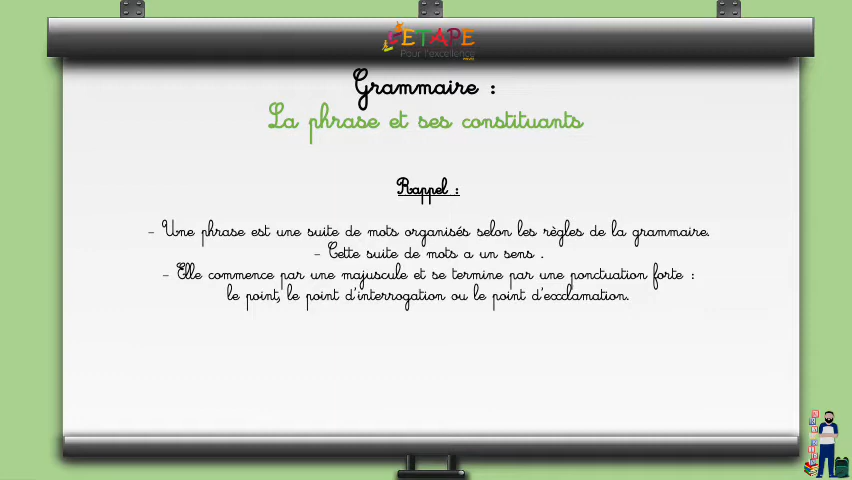 ETAPE
Pour l'excellence
Grammaire :
La phrase et ses constituants
Rappel :
- Une phrase est une suite de mots organisés selon les règles de la grammaire.
- Cette suite de mots a un sens .
- Elle commence par une majuscule et se termine par une ponctuation forte :
le point, le point d'interrogation ou le point d'exclamation.